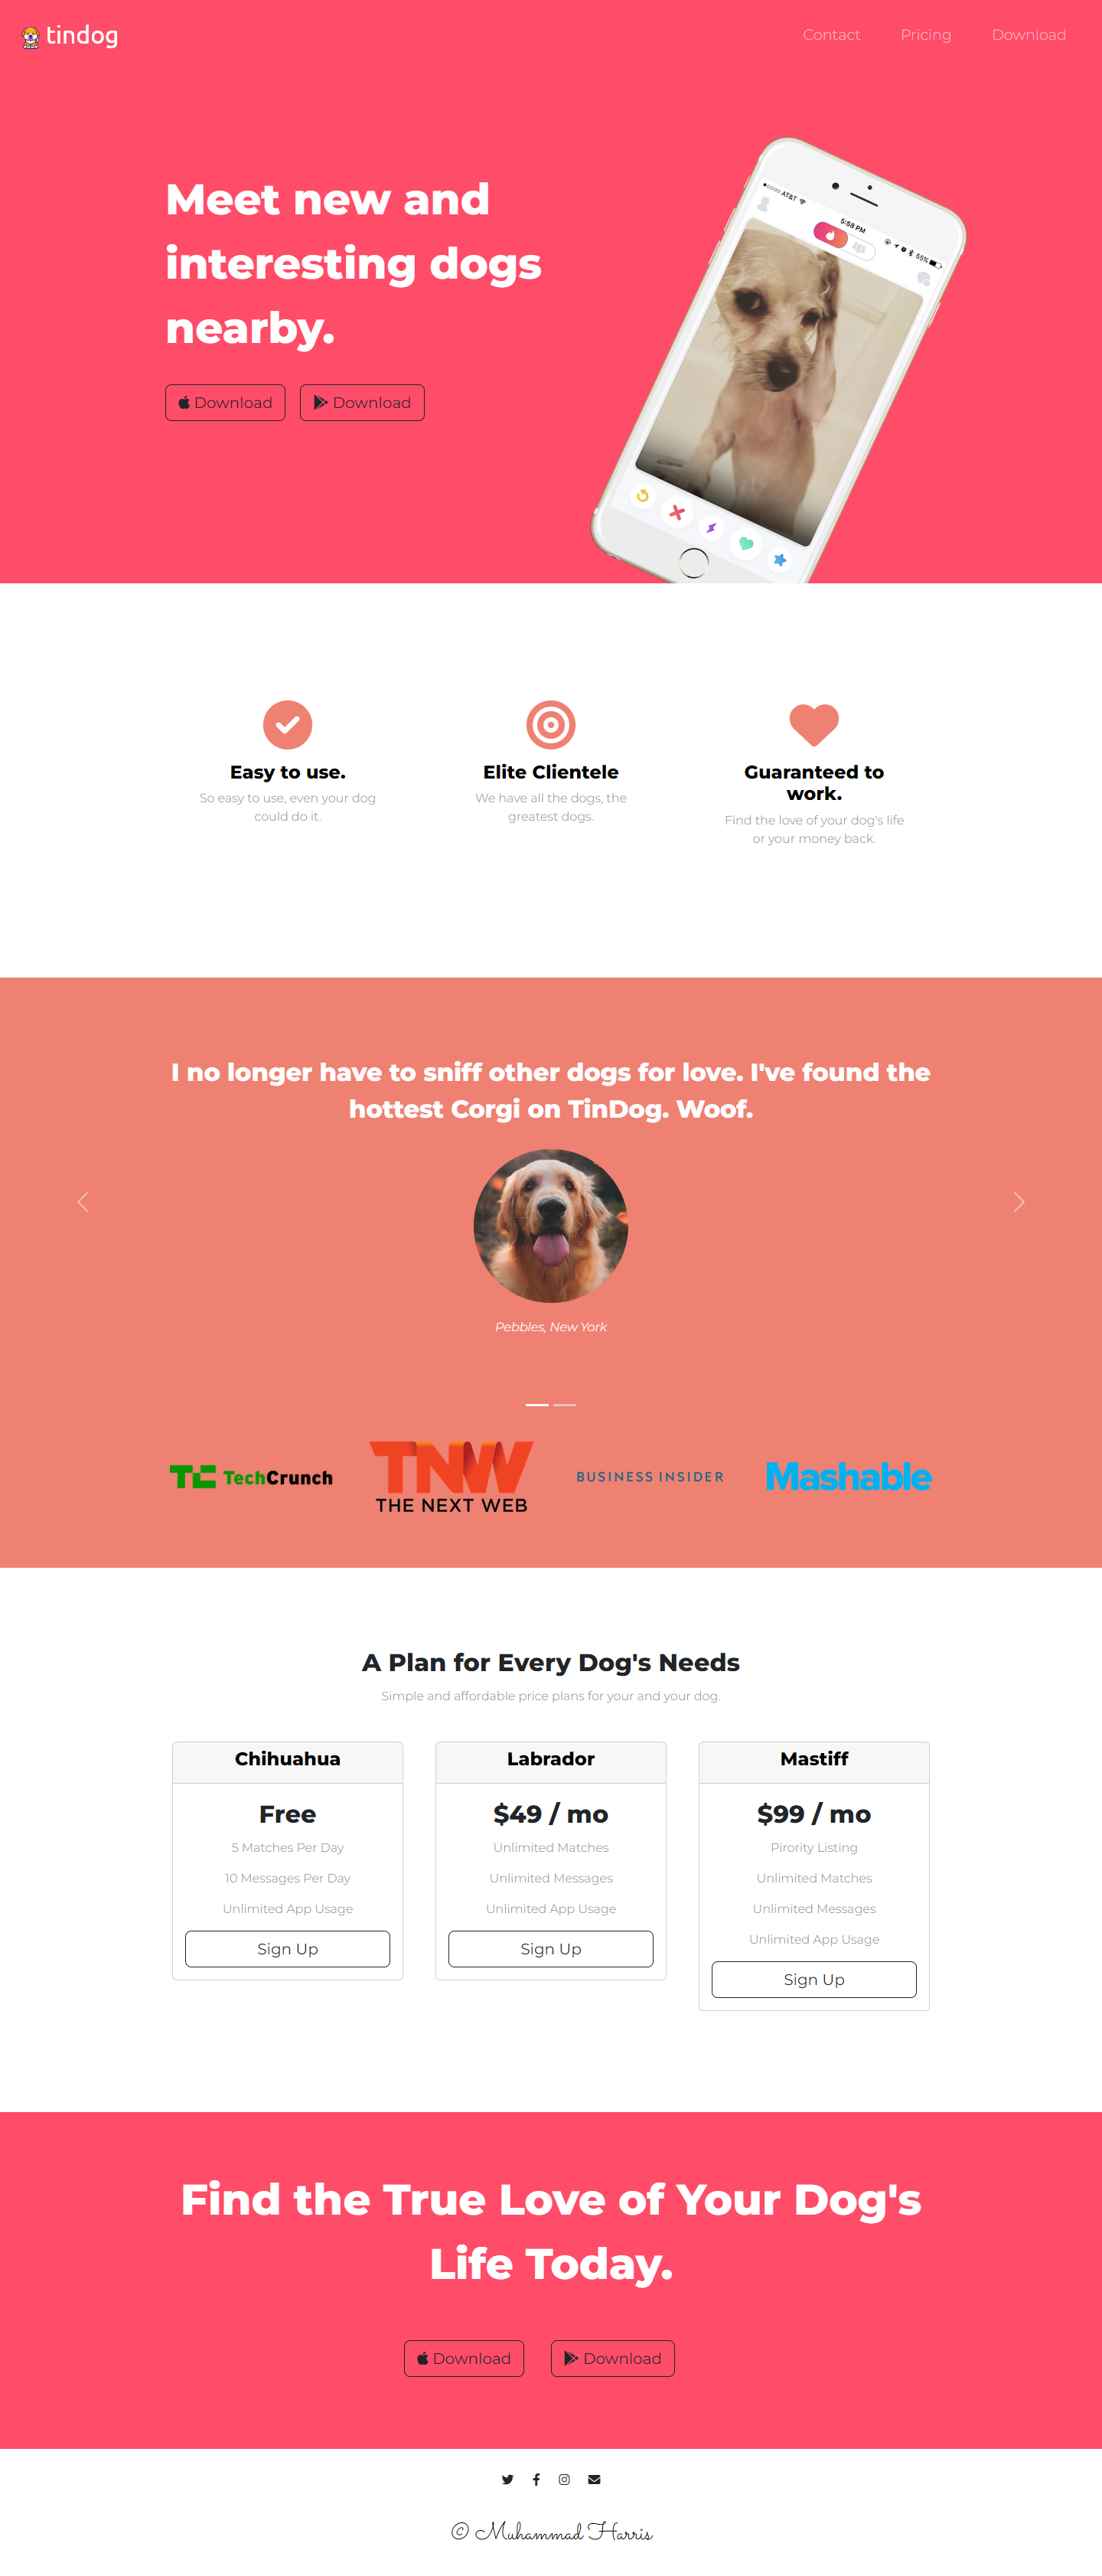 tindog
Contact Pricing Download
Meet new and
interesting dogs
nearby.
Download Download
AT&T 5:58 PM 55%
Easy to use.
So easy to use, even your dog
could do it.
Elite Clientele
We have all the dogs, the
greatest dogs.
Guaranteed to
work.
Find the love of your dog's life
or your money back.
I no longer have to sniff other dogs for love. I've found the
hottest Corgi on TinDog. Woof.
Pebbles, New York
TC TechCrunch
TNW
THE NEXT WEB
BUSINESS INSIDER
Mashable
A Plan for Every Dog's Needs
Simple and affordable price plans for your and your dog.
Chihuahua
Free
5 Matches Per Day
10 Messages Per Day
Unlimited App Usage
Sign Up
Labrador
$49 / mo
Unlimited Matches
Unlimited Messages
Unlimited App Usage
Sign Up
Mastiff
$99 / mo
Pirority Listing
Unlimited Matches
Unlimited Messages
Unlimited App Usage
Sign Up
Find the True Love of Your Dog's
Life Today.
Download Download
© Muhammad Harris